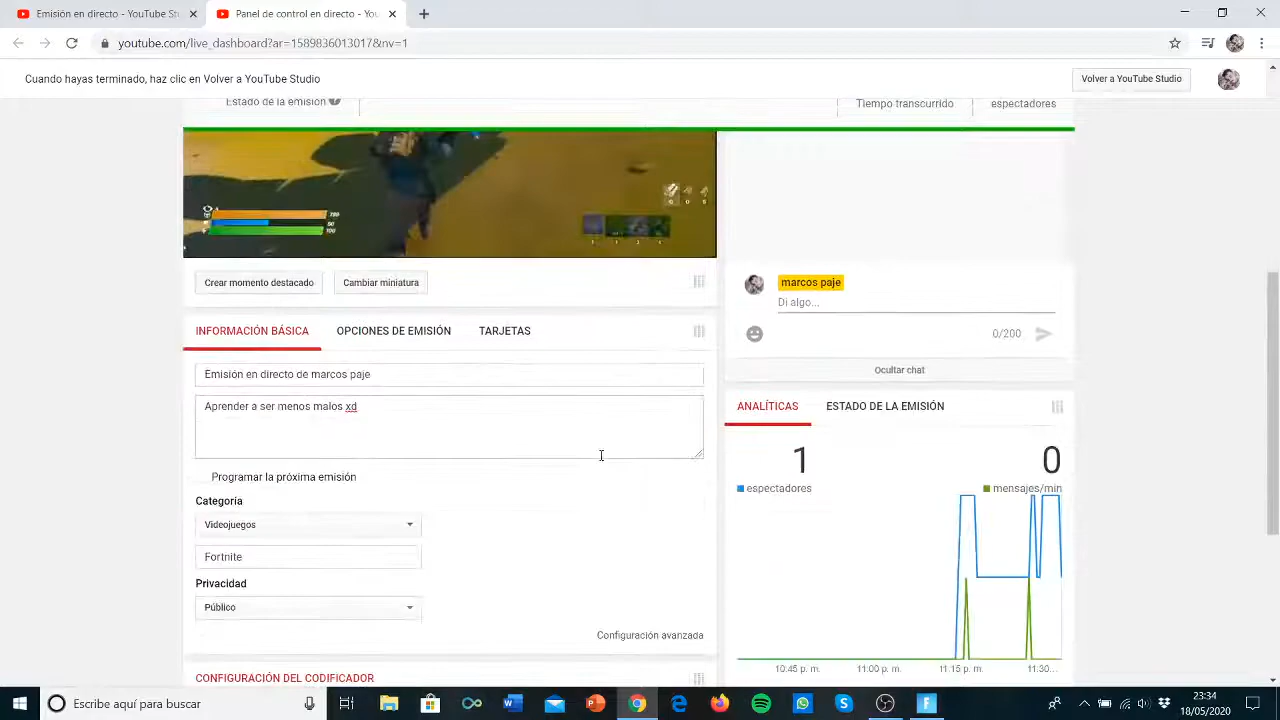 Emisión en directo - YouTube Stu
Panel de control en directo - You
youtube.com/live_dashboard?ar=1589836013017&nv=1
Cuando hayas terminado, haz clic en Volver a YouTube Studio
Volver a YouTube Studio
Estado de la emisión
Tiempo transcurrido
espectadores
Crear momento destacado
Cambiar miniatura
marcos paje
Di algo...
0/200
Ocultar chat
INFORMACIÓN BÁSICA
OPCIONES DE EMISIÓN
TARJETAS
Emisión en directo de marcos paje
Aprender a ser menos malos xd
Programar la próxima emisión
Categoría
Videojuegos
Fortnite
Privacidad
Público
Configuración avanzada
CONFIGURACIÓN DEL CODIFICADOR
ANALÍTICAS
ESTADO DE LA EMISIÓN
1
0
espectadores
mensajes/min
10:45 p. m.
11:00 p. m.
11:15 p. m.
11:30...
Escribe aquí para buscar
23:34
18/05/2020